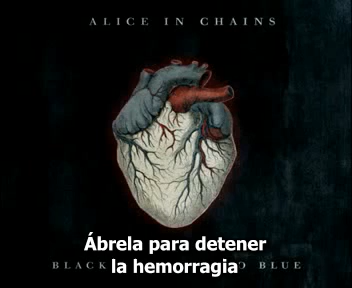 ALICE IN CHAINS
Ábrela para detener
BLACK la hemorragia O BLUE